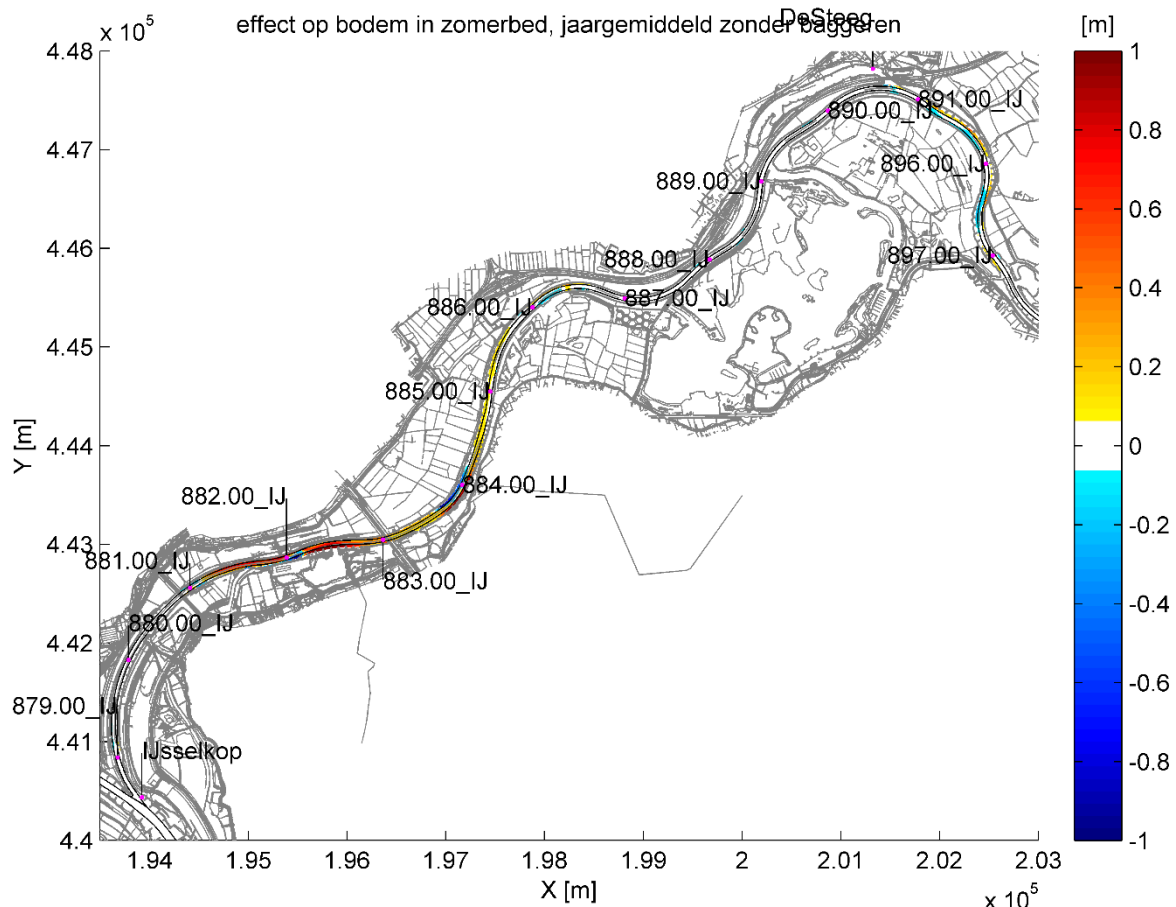 DeSteeg
x 10^5
effect op bodem in zomerbed, jaargemiddeld zonder baggeren
[m]
4.48
4.47
4.46
4.45
4.44
4.43
4.42
4.41
4.4
Y [m]
891.00_IJ
890.00_IJ
896.00_IJ
889.00_IJ
897.00_IJ
888.00_IJ
887.00_IJ
886.00_IJ
885.00_IJ
884.00_IJ
882.00_IJ
881.00_IJ
883.00_IJ
880.00_IJ
879.00_IJ
IJsselkop
1
0.8
0.6
0.4
0.2
0
-0.2
-0.4
-0.6
-0.8
-1
1.94 1.95 1.96 1.97 1.98 1.99 2 2.01 2.02 2.03
X [m]
x 10^5